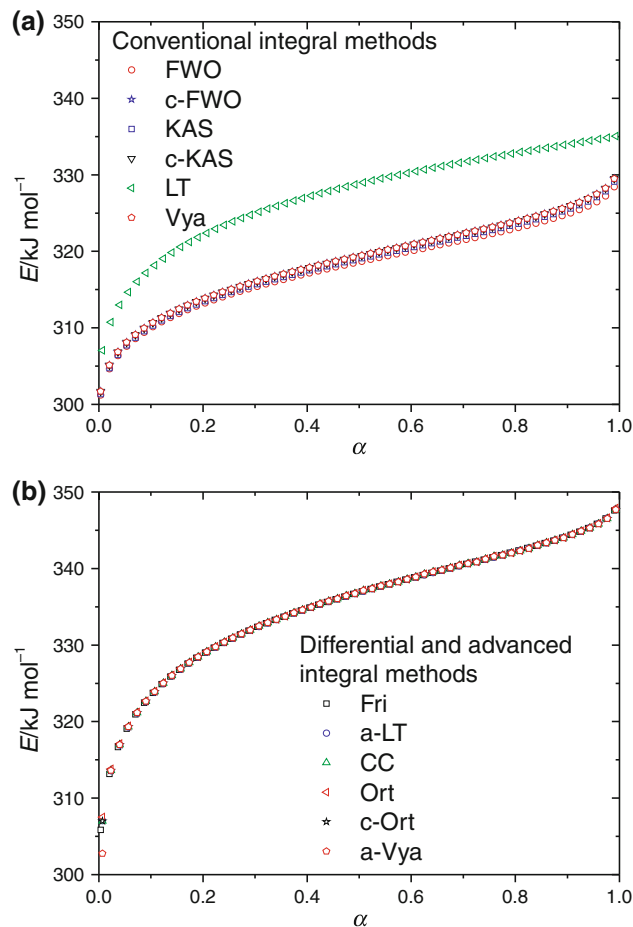 (a)
350
340
330
320
310
300
E/kJ mol⁻¹
Conventional integral methods
FWO
c-FWO
KAS
c-KAS
LT
Vya
0.0 0.2 0.4 0.6 0.8 1.0
α
(b)
350
340
330
320
310
300
E/kJ mol⁻¹
Differential and advanced
integral methods
Fri
a-LT
CC
Ort
c-Ort
a-Vya
0.0 0.2 0.4 0.6 0.8 1.0
α